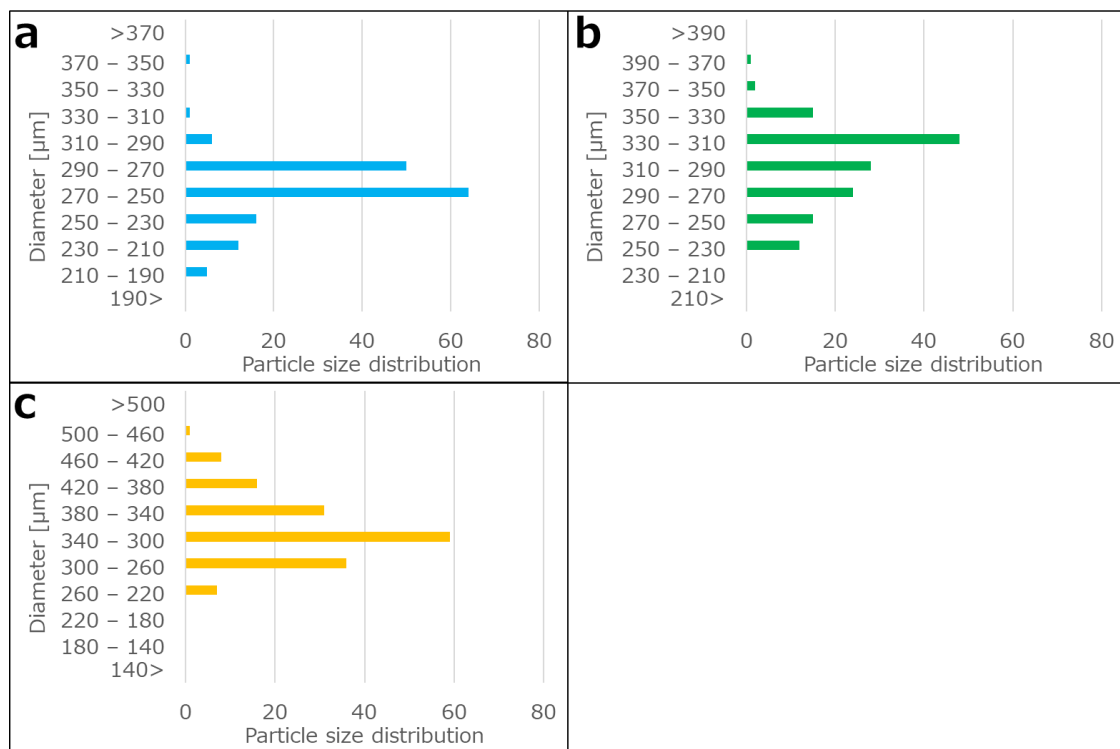 a
Diameter [µm]
>370
370 – 350
350 – 330
330 – 310
310 – 290
290 – 270
270 – 250
250 – 230
230 – 210
210 – 190
190>
0 20 40 60 80
Particle size distribution
b
Diameter [µm]
>390
390 – 370
370 – 350
350 – 330
330 – 310
310 – 290
290 – 270
270 – 250
250 – 230
230 – 210
210>
0 20 40 60 80
Particle size distribution
c
Diameter [µm]
>500
500 – 460
460 – 420
420 – 380
380 – 340
340 – 300
300 – 260
260 – 220
220 – 180
180 – 140
140>
0 20 40 60 80
Particle size distribution